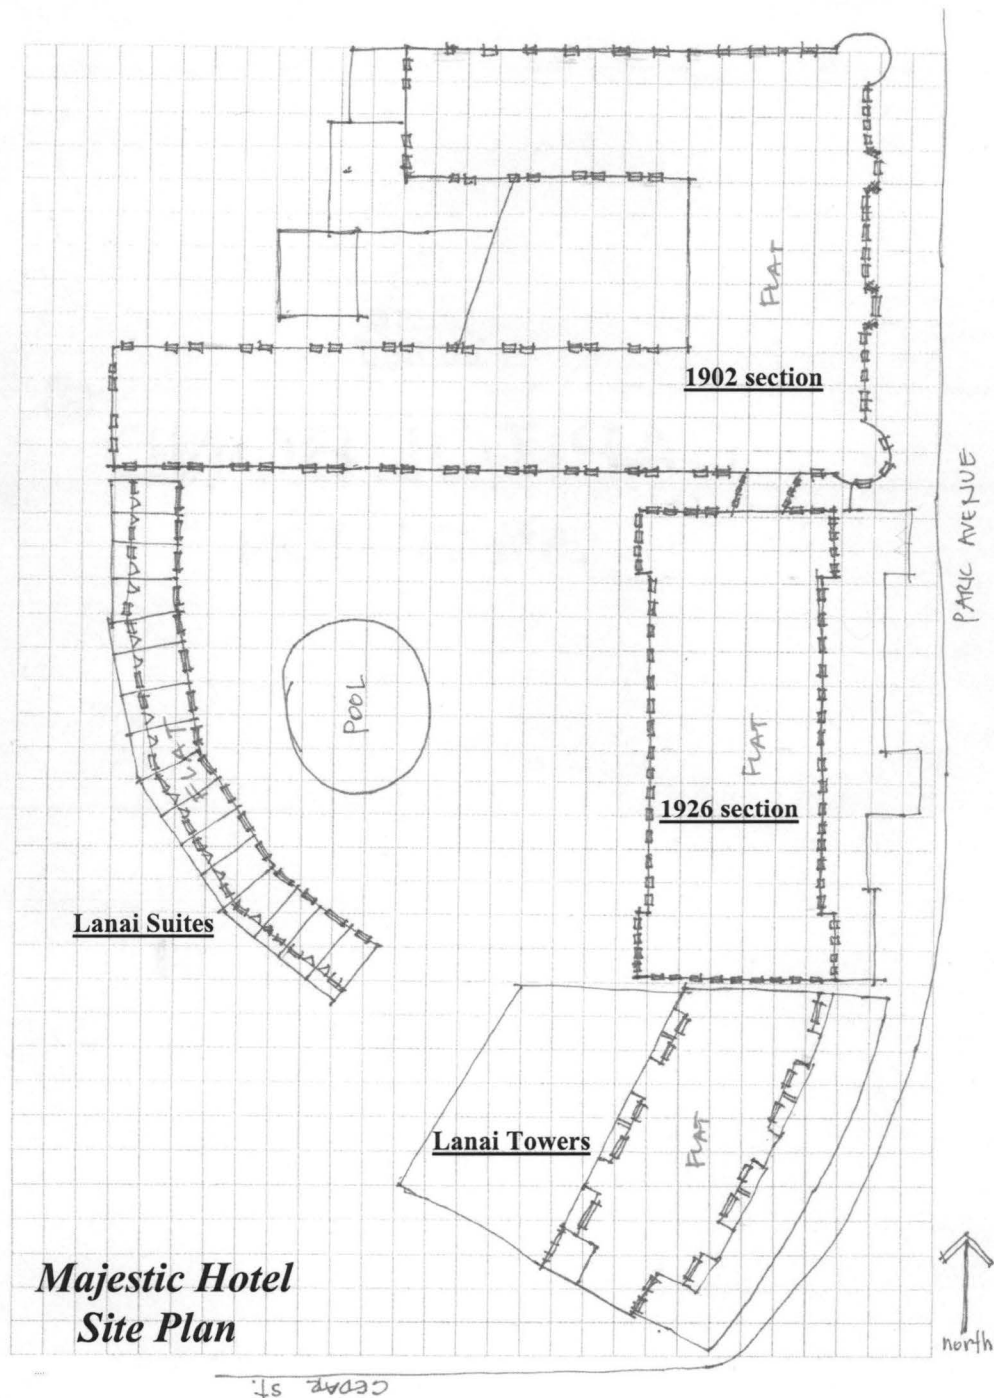 FLAT
1902 section
PARK AVENUE
POOL
FLAT
FLAT
1926 section
Lanai Suites
Lanai Towers
FLAT
Majestic Hotel
Site Plan
north
CEDAR ST.